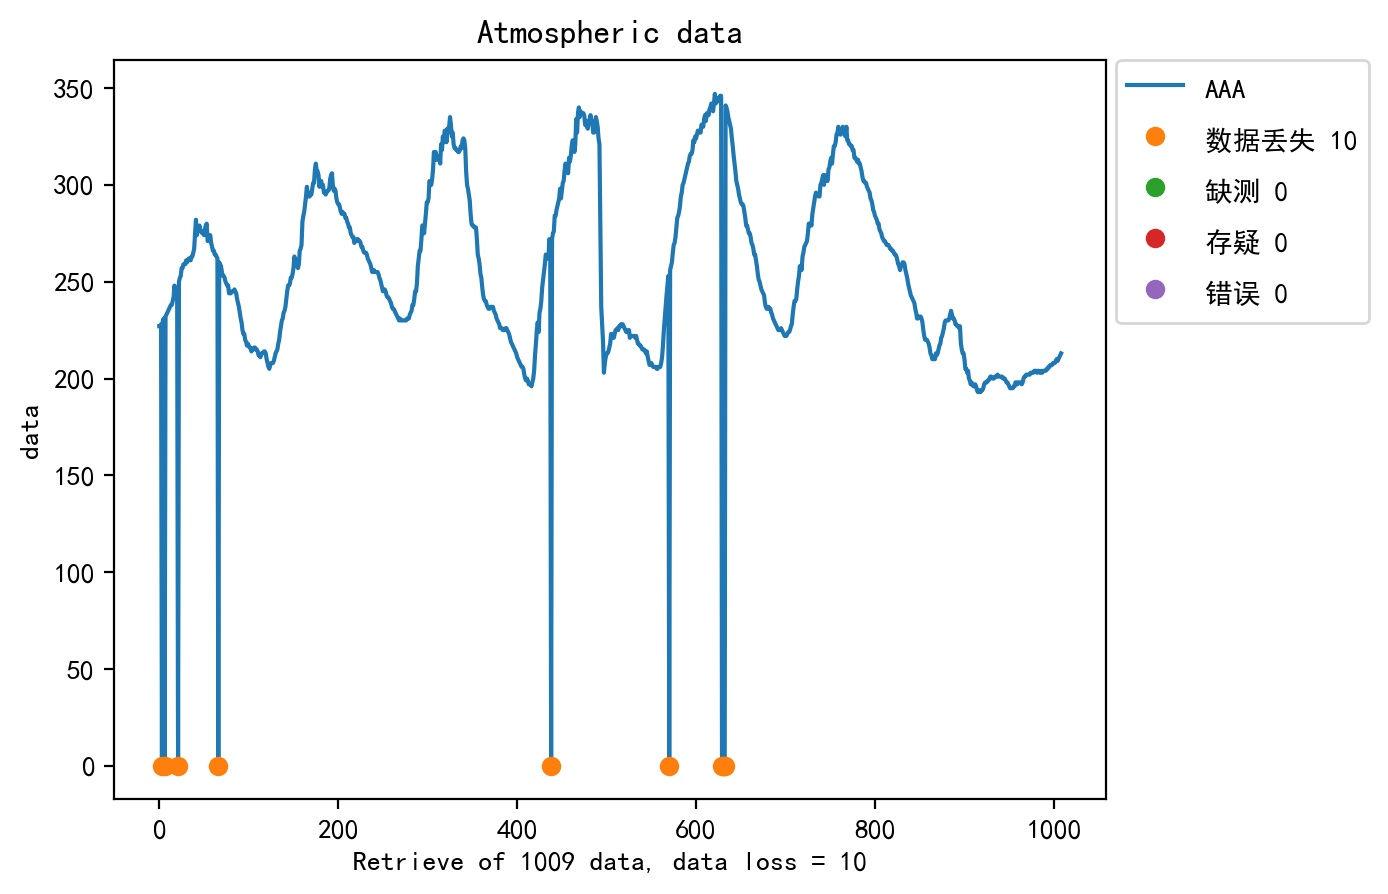 Atmospheric data
350
300
250
200
150
100
50
0
data
0 200 400 600 800 1000
Retrieve of 1009 data, data loss = 10
AAA
数据丢失 10
缺测 0
存疑 0
错误 0